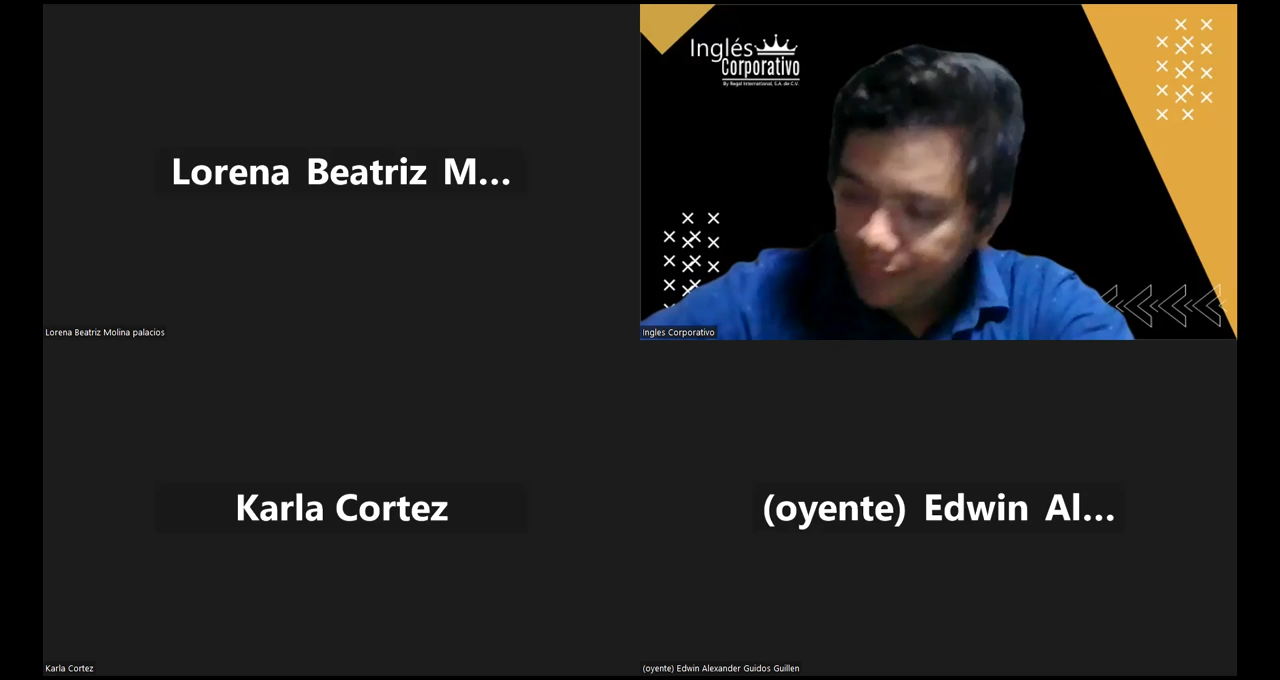 Lorena Beatriz M...
Lorena Beatriz Molina palacios
Inglés
Corporativo
By Regal International, S.A. de C.V.
Ingles Corporativo
Karla Cortez
Karla Cortez
(oyente) Edwin Al...
(oyente) Edwin Alexander Guidos Guillen